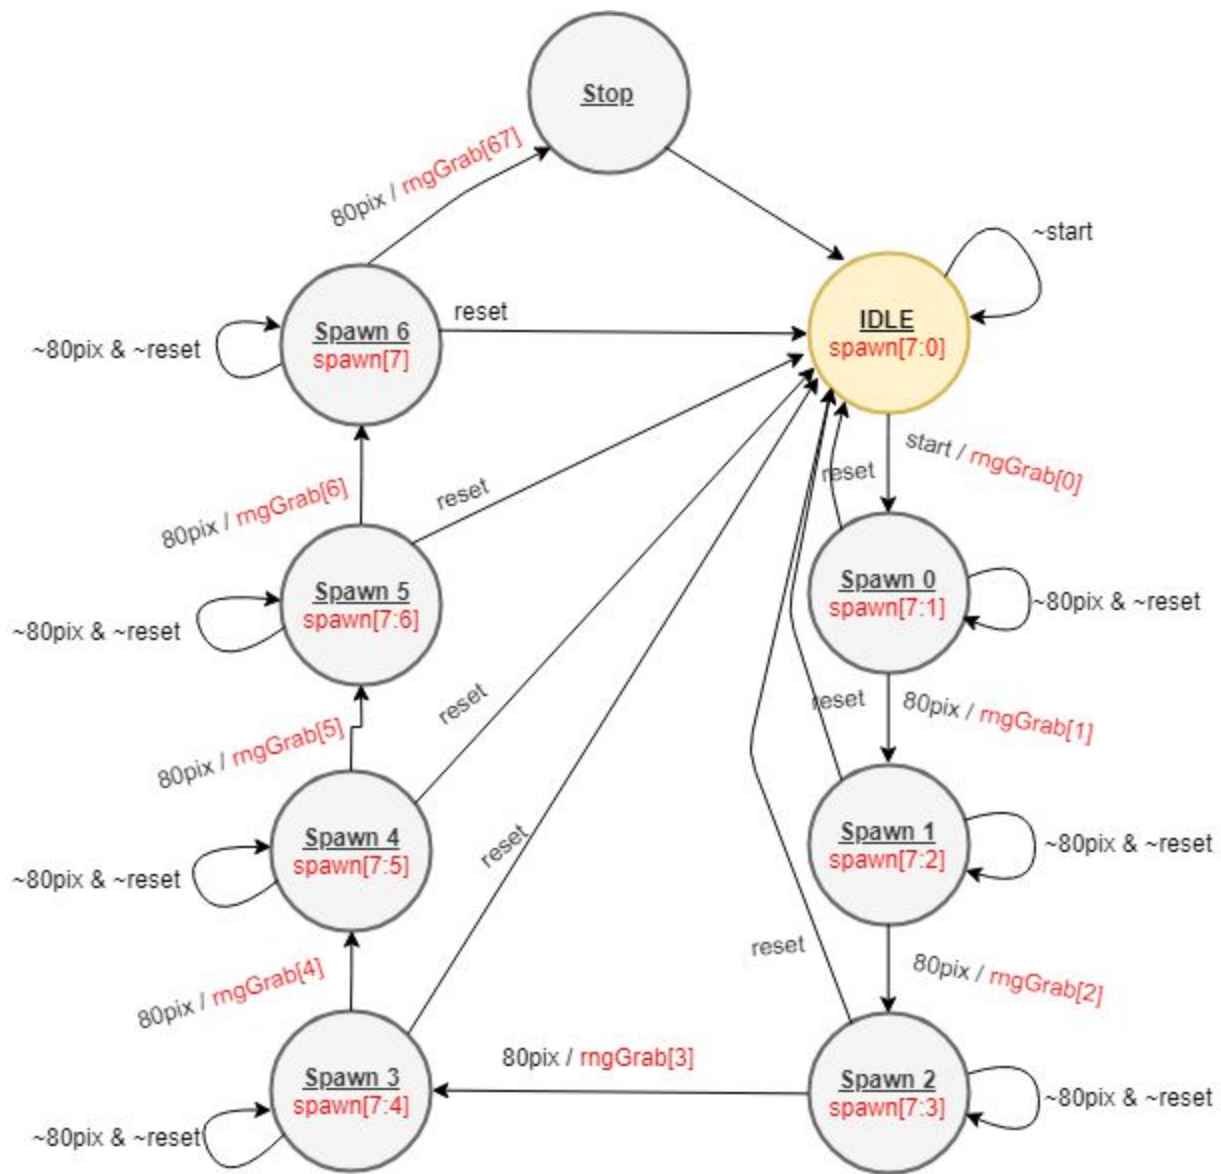 Stop
80pix / rngGrab[67]
~start
IDLE
spawn[7:0]
Spawn 6
spawn[7]
reset
~80pix & ~reset
start / rngGrab[0]
reset
80pix / rngGrab[6]
reset
Spawn 5
spawn[7:6]
~80pix & ~reset
Spawn 0
spawn[7:1]
~80pix & ~reset
80pix / rngGrab[5]
reset
reset
80pix / rngGrab[1]
Spawn 4
spawn[7:5]
~80pix & ~reset
reset
Spawn 1
spawn[7:2]
~80pix & ~reset
80pix / rngGrab[4]
reset
80pix / rngGrab[2]
80pix / rngGrab[3]
Spawn 3
spawn[7:4]
~80pix & ~reset
Spawn 2
spawn[7:3]
~80pix & ~reset